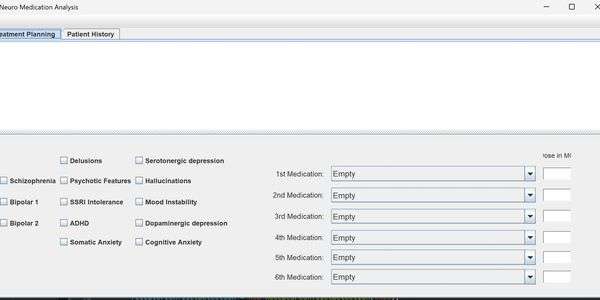 Neuro Medication Analysis
eatment Planning Patient History
Delusions Serotonergic depression
Schizophrenia Psychotic Features Hallucinations
Bipolar 1 SSRI Intolerance Mood Instability
Bipolar 2 ADHD Dopaminergic depression
Somatic Anxiety Cognitive Anxiety
ose in M
1st Medication: Empty
2nd Medication: Empty
3rd Medication: Empty
4th Medication: Empty
5th Medication: Empty
6th Medication: Empty